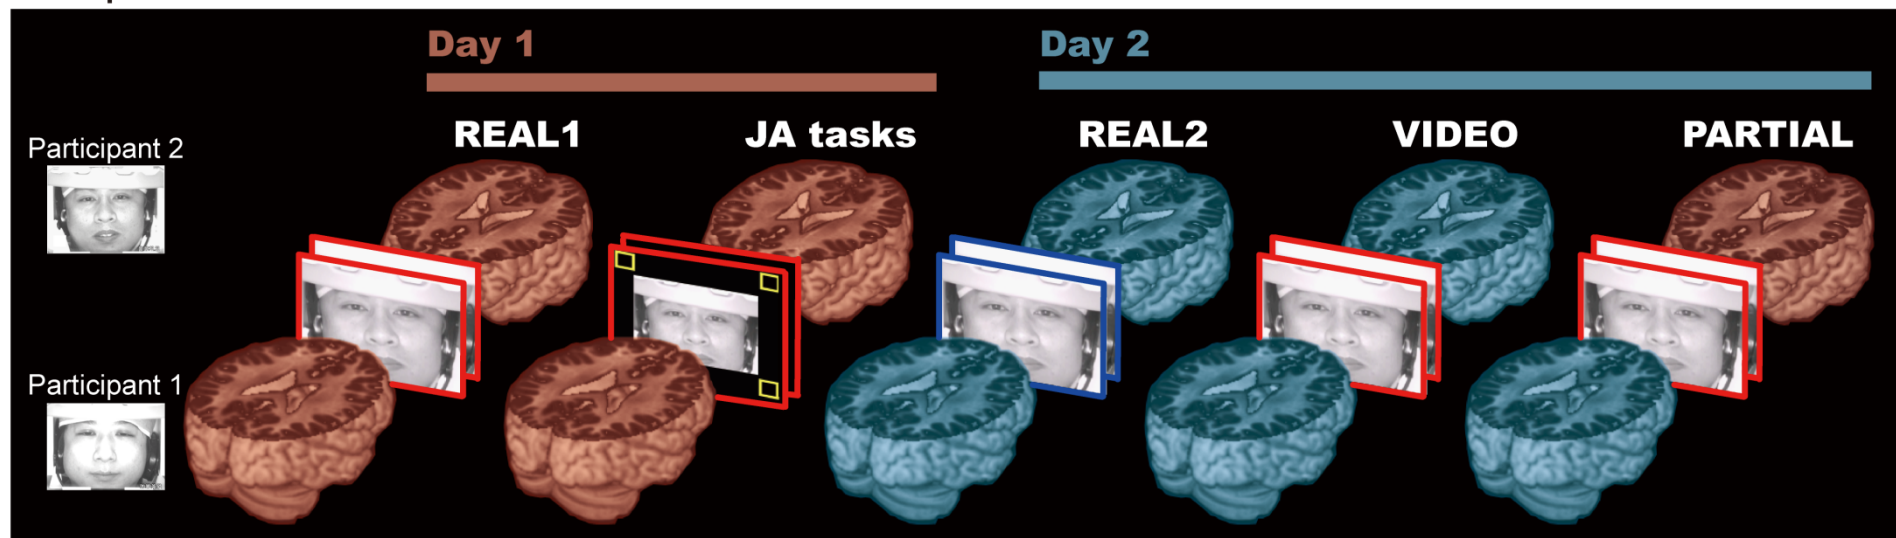 Day 1
Day 2
REAL1
JA tasks
REAL2
VIDEO
PARTIAL
Participant 2
Participant 1